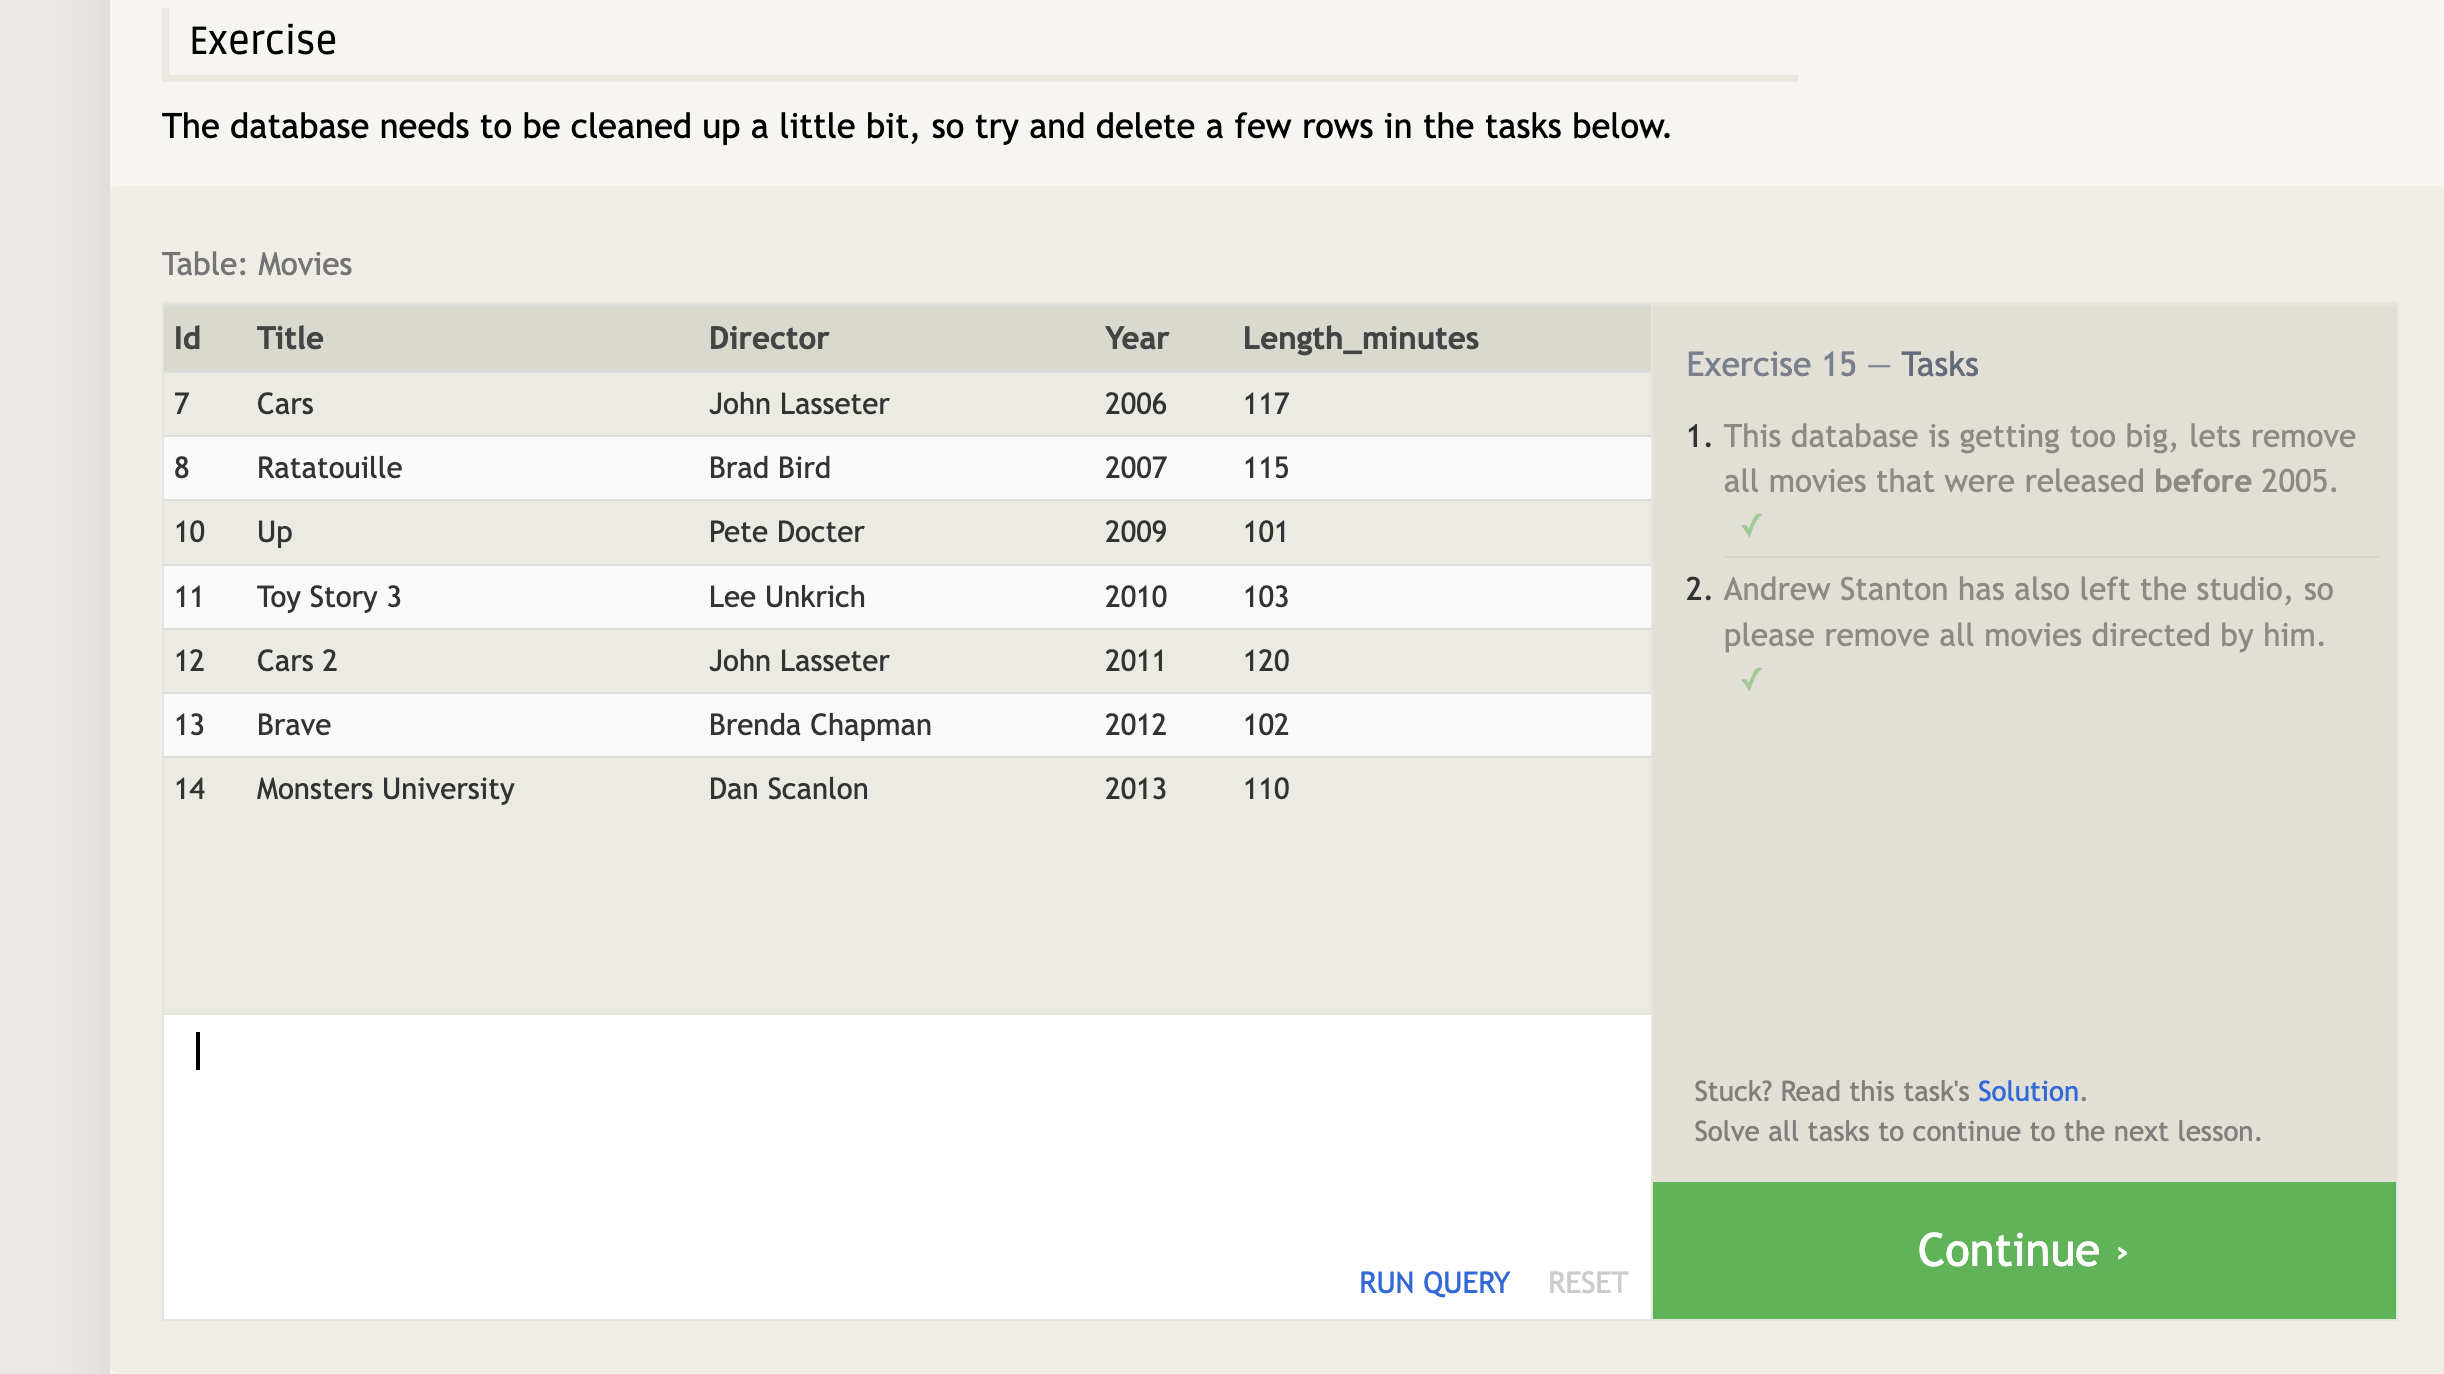 Exercise
The database needs to be cleaned up a little bit, so try and delete a few rows in the tasks below.
Table: Movies
Id Title Director Year Length_minutes
7 Cars John Lasseter 2006 117
8 Ratatouille Brad Bird 2007 115
10 Up Pete Docter 2009 101
11 Toy Story 3 Lee Unkrich 2010 103
12 Cars 2 John Lasseter 2011 120
13 Brave Brenda Chapman 2012 102
14 Monsters University Dan Scanlon 2013 110
RUN QUERY RESET
Exercise 15 — Tasks
1. This database is getting too big, lets remove
all movies that were released before 2005.
✓
2. Andrew Stanton has also left the studio, so
please remove all movies directed by him.
✓
Stuck? Read this task's Solution.
Solve all tasks to continue to the next lesson.
Continue ›